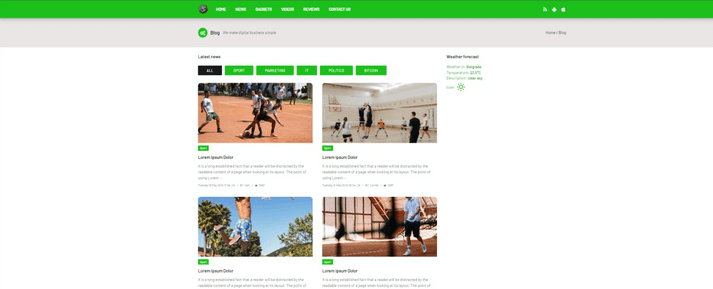 HOME NEWS GADGETS VIDEOS REVIEWS CONTACT US
Blog We make digital business simple
Home / Blog
Latest news
ALL SPORT MARKETING IT POLITICS BITCOIN
Weather forecast
Weather in: Belgrade
Temperature:
Description: clear sky
Icon:
Sport
Lorem Ipsum Dolor
It is a long established fact that a reader will be distracted by the
readable content of a page when looking at its layout. The point of
using Lorem
Sport
Lorem Ipsum Dolor
It is a long established fact that a reader will be distracted by the
readable content of a page when looking at its layout. The point of
using Lorem
Sport
Lorem Ipsum Dolor
It is a long established fact that a reader will be distracted by the
readable content of a page when looking at its layout. The point of
Sport
Lorem Ipsum Dolor
It is a long established fact that a reader will be distracted by the
readable content of a page when looking at its layout. The point of